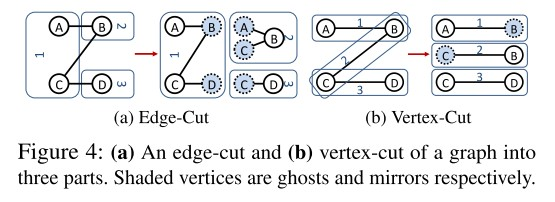 A B 2 A B A B 2 A 1 B A 1 B
1 1 C 2 C 2 B
C D 3 C D C D 3 C 3 D C 3 D
(a) Edge-Cut (b) Vertex-Cut
Figure 4: (a) An edge-cut and (b) vertex-cut of a graph into
three parts. Shaded vertices are ghosts and mirrors respectively.